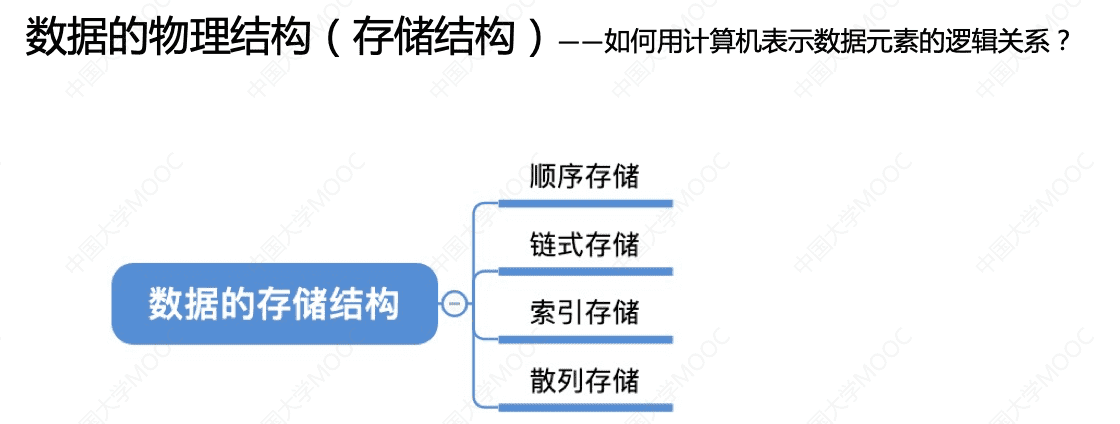 数据的物理结构（存储结构）——如何用计算机表示数据元素的逻辑关系？
顺序存储
链式存储
数据的存储结构
索引存储
散列存储
中国大学MOOC